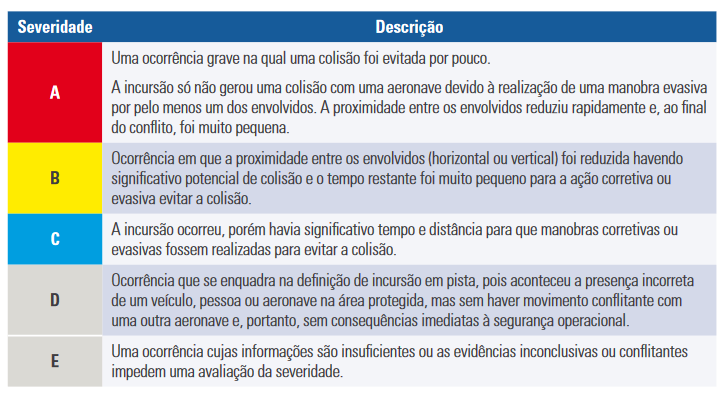 Severidade
Descrição
A
Uma ocorrência grave na qual uma colisão foi evitada por pouco.
A incursão só não gerou uma colisão com uma aeronave devido à realização de uma manobra evasiva
por pelo menos um dos envolvidos. A proximidade entre os envolvidos reduziu rapidamente e, ao final
do conflito, foi muito pequena.
B
Ocorrência em que a proximidade entre os envolvidos (horizontal ou vertical) foi reduzida havendo
significativo potencial de colisão e o tempo restante foi muito pequeno para a ação corretiva ou
evasiva evitar a colisão.
C
A incursão ocorreu, porém havia significativo tempo e distância para que manobras corretivas ou
evasivas fossem realizadas para evitar a colisão.
D
Ocorrência que se enquadra na definição de incursão em pista, pois aconteceu a presença incorreta
de um veículo, pessoa ou aeronave na área protegida, mas sem haver movimento conflitante com
uma outra aeronave e, portanto, sem consequências imediatas à segurança operacional.
E
Uma ocorrência cujas informações são insuficientes ou as evidências inconclusivas ou conflitantes
impedem uma avaliação da severidade.